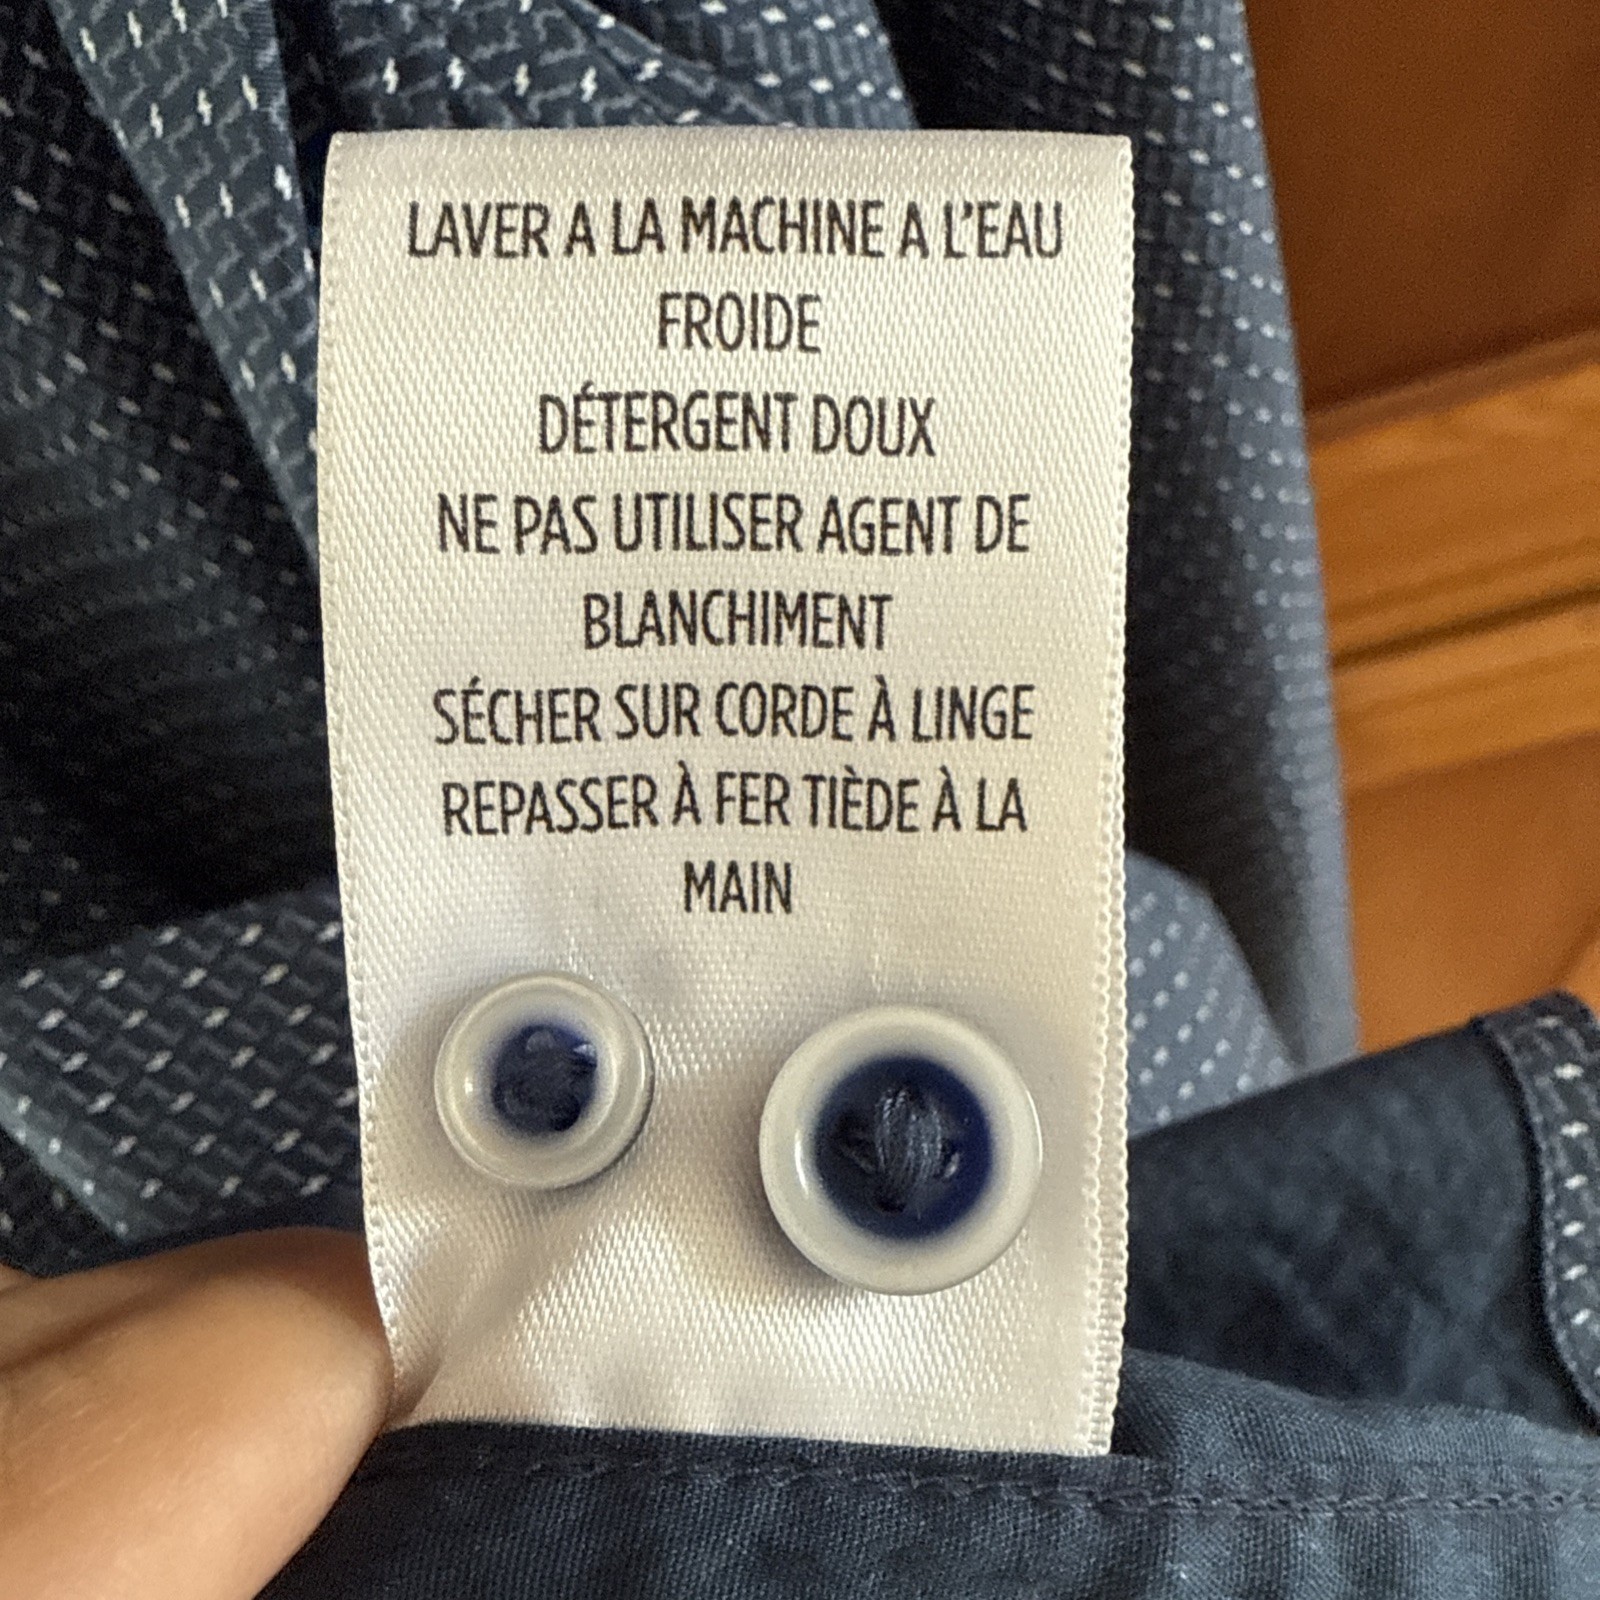 LAVER A LA MACHINE A L'EAU
FROIDE
DÉTERGENT DOUX
NE PAS UTILISER AGENT DE
BLANCHIMENT
SÉCHER SUR CORDE À LINGE
REPASSER À FER TIÈDE À LA
MAIN